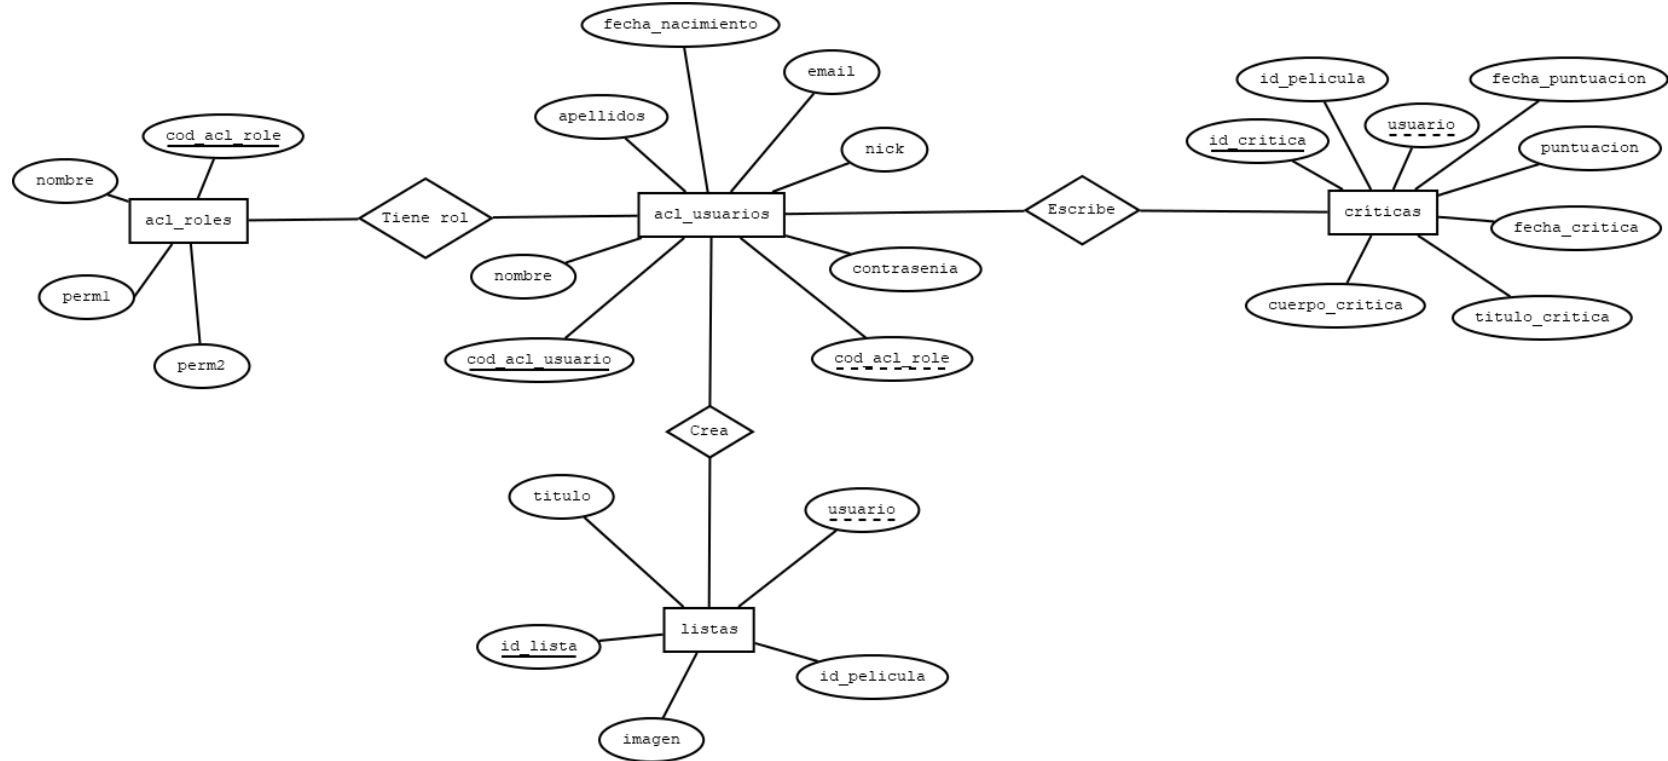 fecha_nacimiento
email
id_pelicula
fecha_puntuacion
apellidos
usuario
cod_acl_role
id_critica
nick
puntuacion
nombre
acl_roles
Tiene rol
acl_usuarios
Escribe
críticas
fecha_critica
nombre
contrasenia
perm1
cuerpo_critica
titulo_critica
perm2
cod_acl_usuario
cod_acl_role
Crea
titulo
usuario
listas
id_lista
id_pelicula
imagen